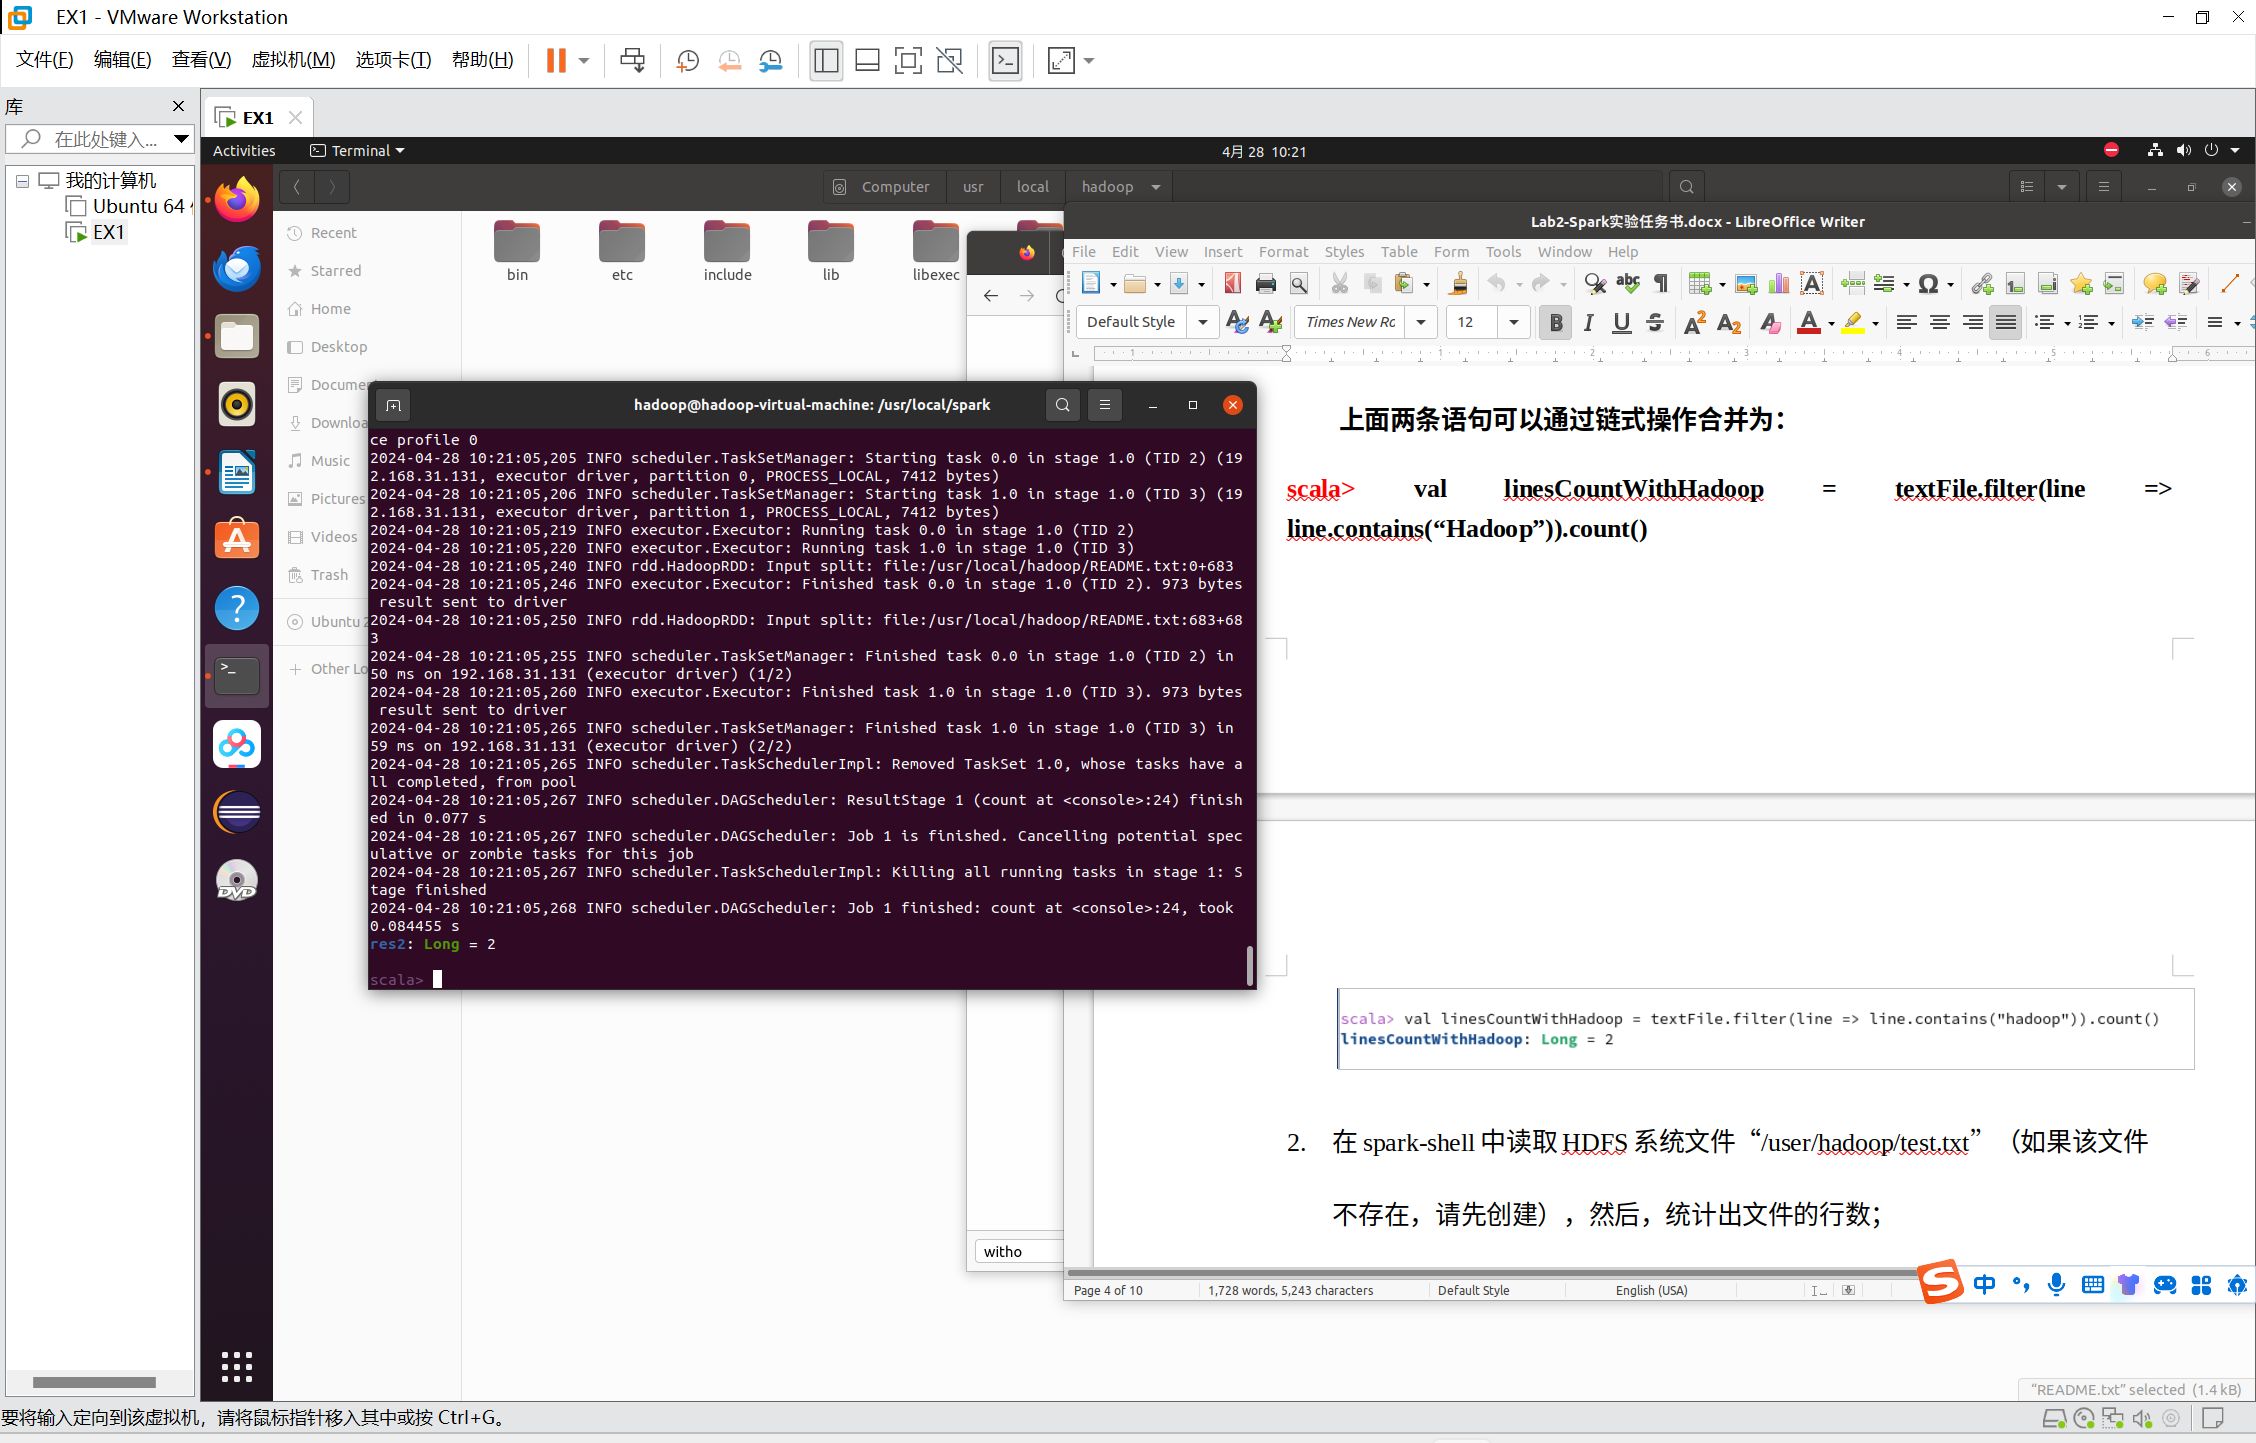 EX1 - VMware Workstation
文件(F) 编辑(E) 查看(V) 虚拟机(M) 选项卡(T) 帮助(H)
库
在此处键入...
我的计算机
Ubuntu 64
EX1
EX1
Activities
Terminal
4月 28 10:21
Computer usr local hadoop
Recent
Starred
Home
Desktop
Documen
Downloa
Music
Pictures
Videos
Trash
Ubuntu 2
Other Lo
bin
etc
include
lib
libexec
hadoop@hadoop-virtual-machine: /usr/local/spark
ce profile 0
2024-04-28 10:21:05,205 INFO scheduler.TaskSetManager: Starting task 0.0 in stage 1.0 (TID 2) (19
2.168.31.131, executor driver, partition 0, PROCESS_LOCAL, 7412 bytes)
2024-04-28 10:21:05,206 INFO scheduler.TaskSetManager: Starting task 1.0 in stage 1.0 (TID 3) (19
2.168.31.131, executor driver, partition 1, PROCESS_LOCAL, 7412 bytes)
2024-04-28 10:21:05,219 INFO executor.Executor: Running task 0.0 in stage 1.0 (TID 2)
2024-04-28 10:21:05,220 INFO executor.Executor: Running task 1.0 in stage 1.0 (TID 3)
2024-04-28 10:21:05,240 INFO rdd.HadoopRDD: Input split: file:/usr/local/hadoop/README.txt:0+683
2024-04-28 10:21:05,246 INFO executor.Executor: Finished task 0.0 in stage 1.0 (TID 2). 973 bytes
result sent to driver
2024-04-28 10:21:05,250 INFO rdd.HadoopRDD: Input split: file:/usr/local/hadoop/README.txt:683+68
3
2024-04-28 10:21:05,255 INFO scheduler.TaskSetManager: Finished task 0.0 in stage 1.0 (TID 2) in
50 ms on 192.168.31.131 (executor driver) (1/2)
2024-04-28 10:21:05,260 INFO executor.Executor: Finished task 1.0 in stage 1.0 (TID 3). 973 bytes
result sent to driver
2024-04-28 10:21:05,265 INFO scheduler.TaskSetManager: Finished task 1.0 in stage 1.0 (TID 3) in
59 ms on 192.168.31.131 (executor driver) (2/2)
2024-04-28 10:21:05,265 INFO scheduler.TaskSchedulerImpl: Removed TaskSet 1.0, whose tasks have a
ll completed, from pool
2024-04-28 10:21:05,267 INFO scheduler.DAGScheduler: ResultStage 1 (count at <console>:24) finish
ed in 0.077 s
2024-04-28 10:21:05,267 INFO scheduler.DAGScheduler: Job 1 is finished. Cancelling potential spec
ulative or zombie tasks for this job
2024-04-28 10:21:05,267 INFO scheduler.TaskSchedulerImpl: Killing all running tasks in stage 1: S
tage finished
2024-04-28 10:21:05,268 INFO scheduler.DAGScheduler: Job 1 finished: count at <console>:24, took
0.084455 s
res2: Long = 2
scala>
witho
Lab2-Spark实验任务书.docx - LibreOffice Writer
File Edit View Insert Format Styles Table Form Tools Window Help
Default Style
Times New Ro
12
上面两条语句可以通过链式操作合并为：
scala> val linesCountWithHadoop = textFile.filter(line =>
line.contains(“Hadoop”)).count()
scala> val linesCountWithHadoop = textFile.filter(line => line.contains("hadoop")).count()
linesCountWithHadoop: Long = 2
2. 在 spark-shell 中读取 HDFS 系统文件“/user/hadoop/test.txt”（如果该文件
不存在，请先创建），然后，统计出文件的行数；
Page 4 of 10
1,728 words, 5,243 characters
Default Style
English (USA)
中
“README.txt” selected (1.4 kB)
要将输入定向到该虚拟机，请将鼠标指针移入其中或按 Ctrl+G。